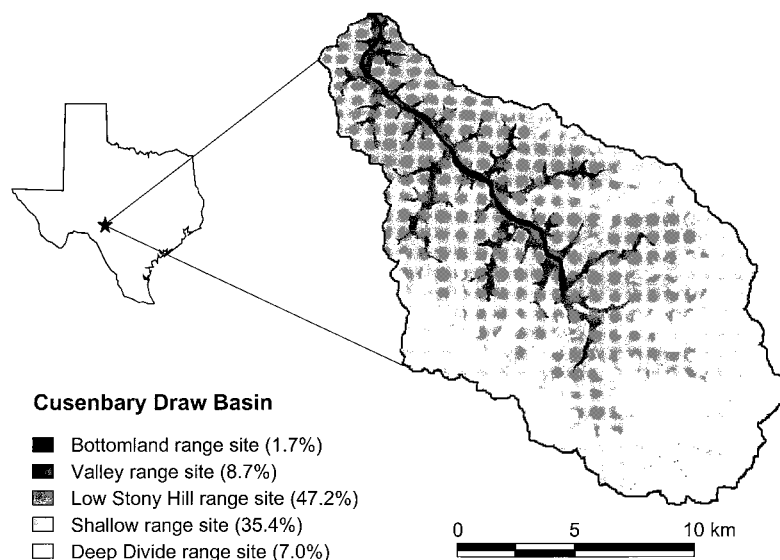 Cusenbary Draw Basin
Bottomland range site (1.7%)
Valley range site (8.7%)
Low Stony Hill range site (47.2%)
Shallow range site (35.4%)
Deep Divide range site (7.0%)
0 5 10 km